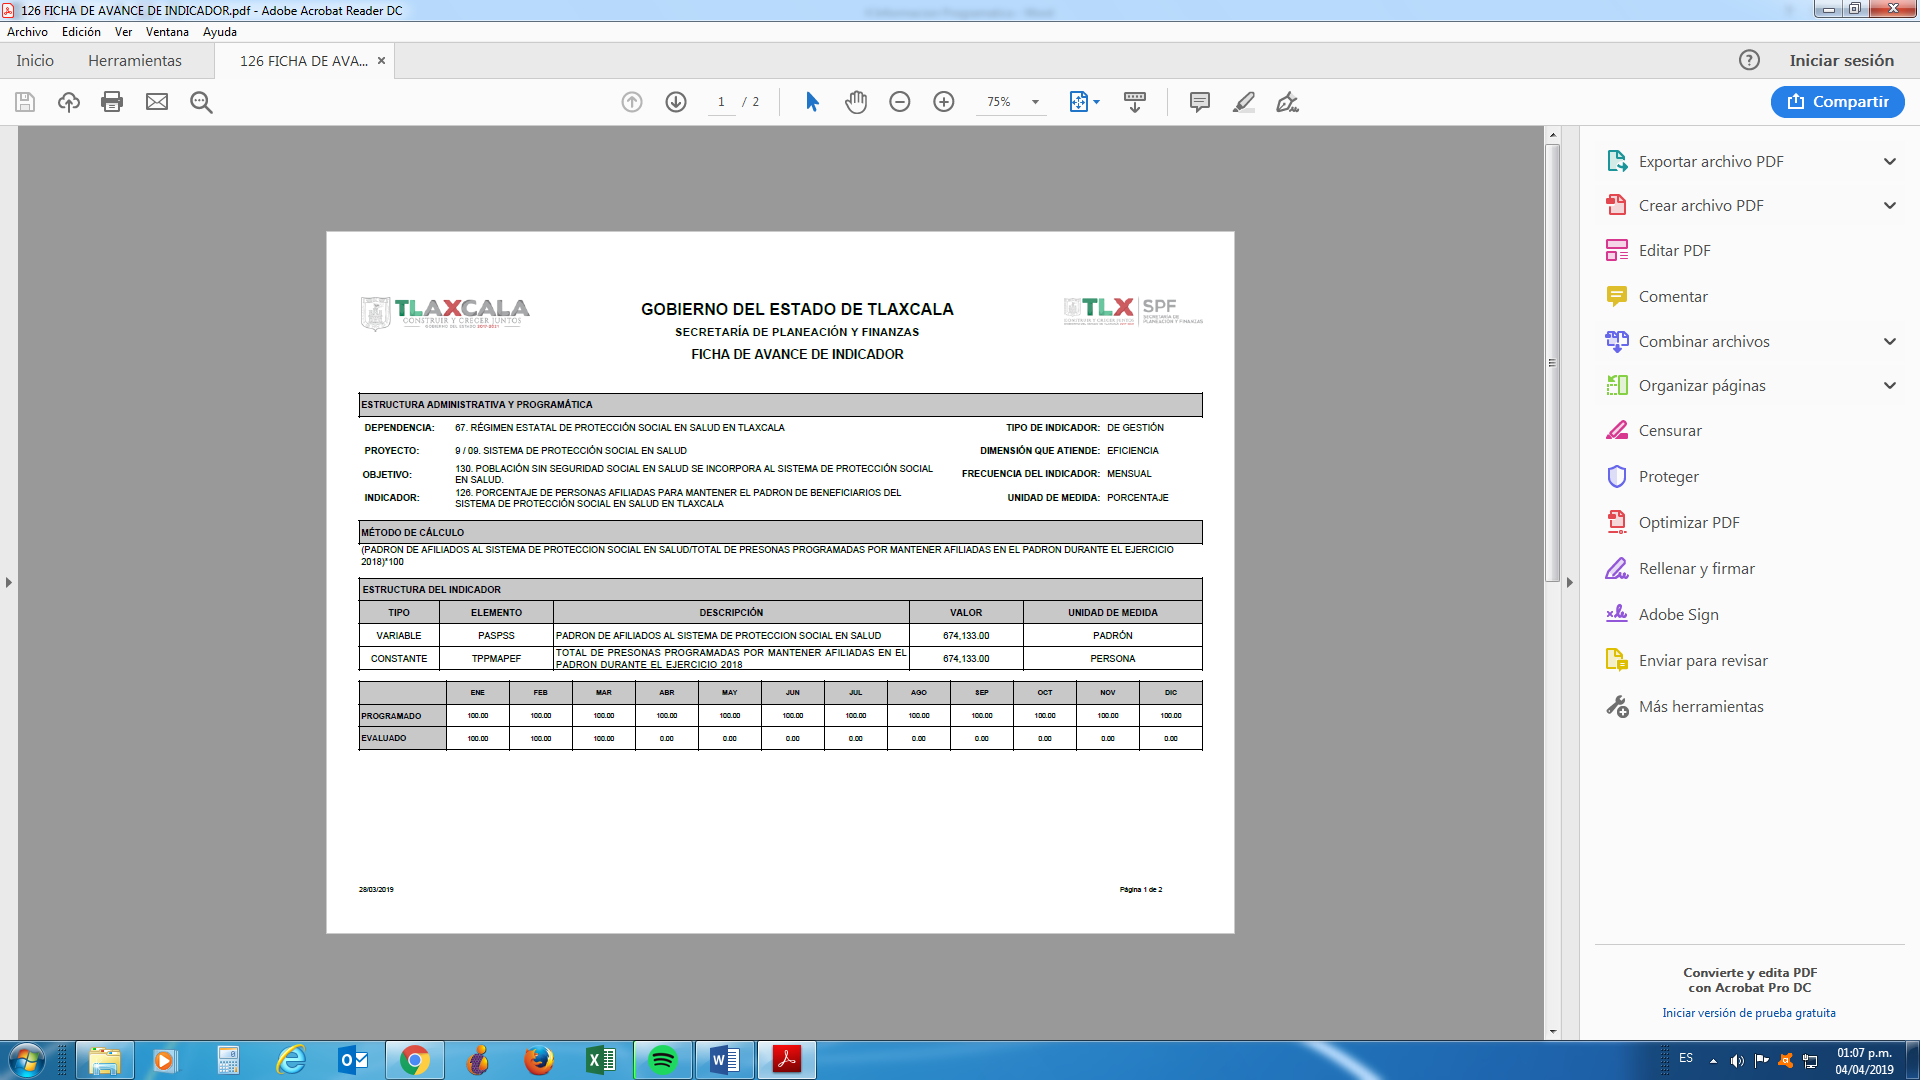 126 FICHA DE AVANCE DE INDICADOR.pdf - Adobe Acrobat Reader DC
Archivo Edición Ver Ventana Ayuda
Inicio Herramientas 126 FICHA DE AVA... × Iniciar sesión
1 / 2 75% Compartir
TLAXCALA
CONSTRUIR Y CRECER JUNTOS
GOBIERNO DEL ESTADO 2017-2021
GOBIERNO DEL ESTADO DE TLAXCALA
SECRETARÍA DE PLANEACIÓN Y FINANZAS
FICHA DE AVANCE DE INDICADOR
TLX SPF
SECRETARÍA DE
PLANEACIÓN Y FINANZAS
ESTRUCTURA ADMINISTRATIVA Y PROGRAMÁTICA
DEPENDENCIA: 67. RÉGIMEN ESTATAL DE PROTECCIÓN SOCIAL EN SALUD EN TLAXCALA TIPO DE INDICADOR: DE GESTIÓN
PROYECTO: 9 / 09. SISTEMA DE PROTECCIÓN SOCIAL EN SALUD DIMENSIÓN QUE ATIENDE: EFICIENCIA
OBJETIVO: 130. POBLACIÓN SIN SEGURIDAD SOCIAL EN SALUD SE INCORPORA AL SISTEMA DE PROTECCIÓN SOCIAL
EN SALUD. FRECUENCIA DEL INDICADOR: MENSUAL
INDICADOR: 126. PORCENTAJE DE PERSONAS AFILIADAS PARA MANTENER EL PADRON DE BENEFICIARIOS DEL
SISTEMA DE PROTECCIÓN SOCIAL EN SALUD EN TLAXCALA UNIDAD DE MEDIDA: PORCENTAJE
MÉTODO DE CÁLCULO
(PADRON DE AFILIADOS AL SISTEMA DE PROTECCION SOCIAL EN SALUD/TOTAL DE PRESONAS PROGRAMADAS POR MANTENER AFILIADAS EN EL PADRON DURANTE EL EJERCICIO
2018)*100
ESTRUCTURA DEL INDICADOR
TIPO ELEMENTO DESCRIPCIÓN VALOR UNIDAD DE MEDIDA
VARIABLE PASPSS PADRON DE AFILIADOS AL SISTEMA DE PROTECCION SOCIAL EN SALUD 674,133.00 PADRÓN
CONSTANTE TPPMAPEF TOTAL DE PRESONAS PROGRAMADAS POR MANTENER AFILIADAS EN EL
PADRON DURANTE EL EJERCICIO 2018 674,133.00 PERSONA
ENE FEB MAR ABR MAY JUN JUL AGO SEP OCT NOV DIC
PROGRAMADO 100.00 100.00 100.00 100.00 100.00 100.00 100.00 100.00 100.00 100.00 100.00 100.00
EVALUADO 100.00 100.00 100.00 0.00 0.00 0.00 0.00 0.00 0.00 0.00 0.00 0.00
28/03/2019 Página 1 de 2
Exportar archivo PDF
Crear archivo PDF
Editar PDF
Comentar
Combinar archivos
Organizar páginas
Censurar
Proteger
Optimizar PDF
Rellenar y firmar
Adobe Sign
Enviar para revisar
Más herramientas
Convierte y edita PDF
con Acrobat Pro DC
Iniciar versión de prueba gratuita
ES 01:07 p.m.
04/04/2019